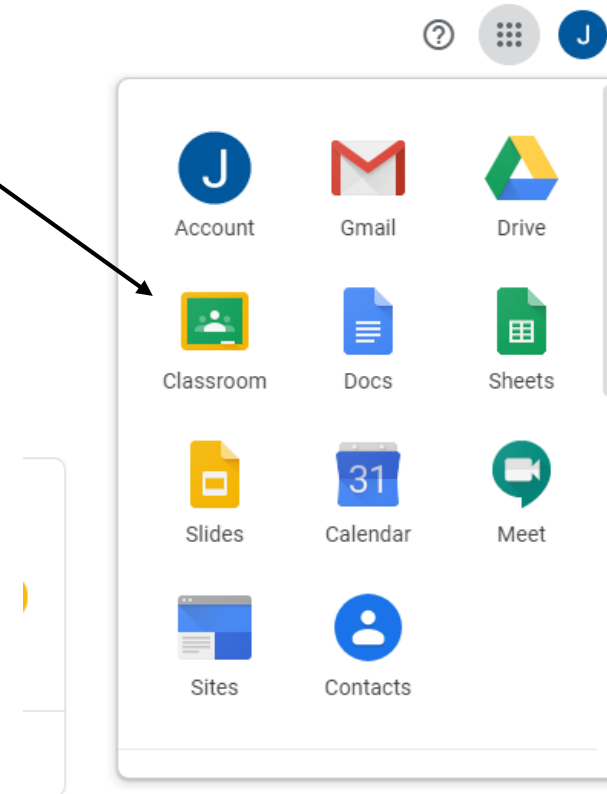 ? J
J
Account Gmail Drive
Classroom Docs Sheets
31
Slides Calendar Meet
Sites Contacts